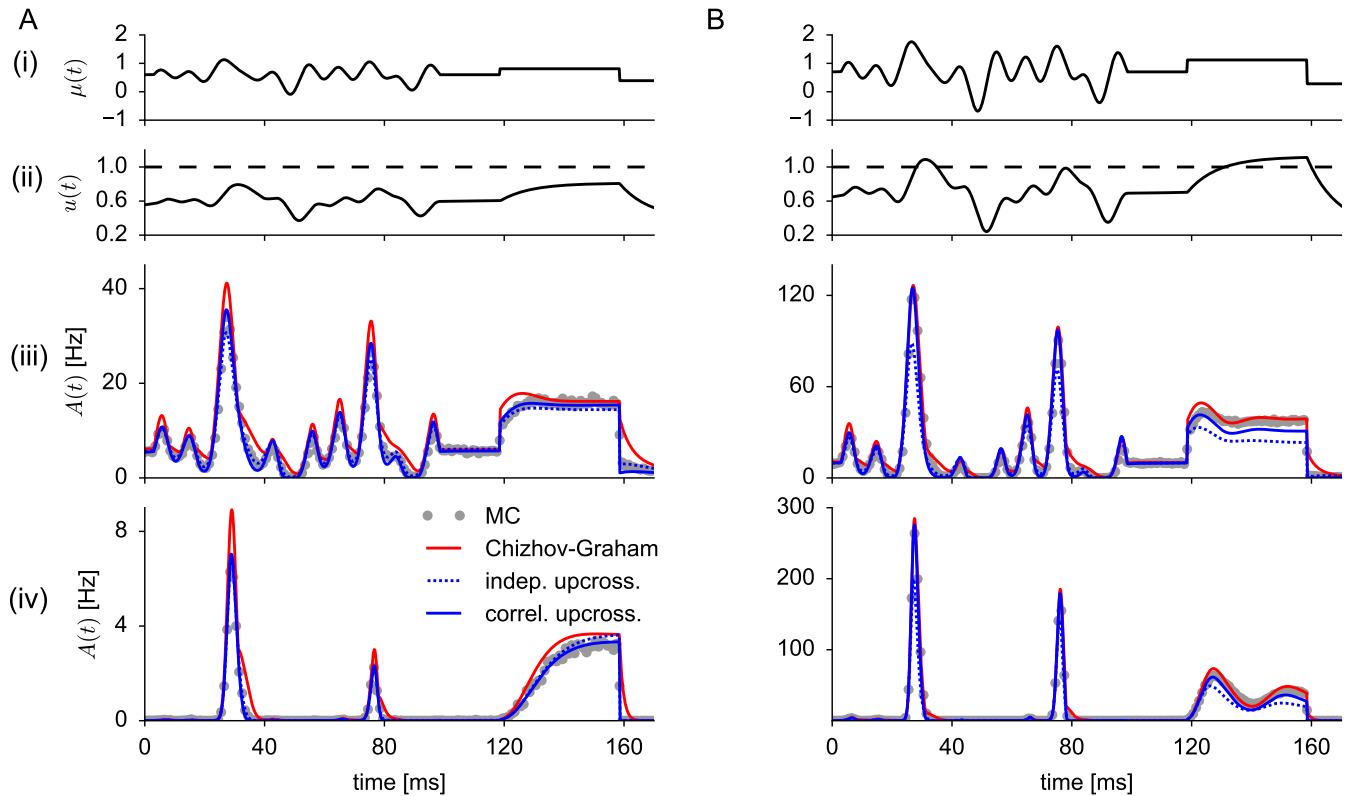 A
B
(i)
μ(t)
2
1
0
−1
2
1
0
−1
(ii)
u(t)
1.0
0.6
0.2
1.0
0.6
0.2
(iii)
A(t) [Hz]
40
20
0
120
60
0
(iv)
A(t) [Hz]
8
4
0
300
200
100
MC
Chizhov-Graham
indep. upcross.
correl. upcross.
0 40 80 120 160
0 40 80 120 160
time [ms]
time [ms]